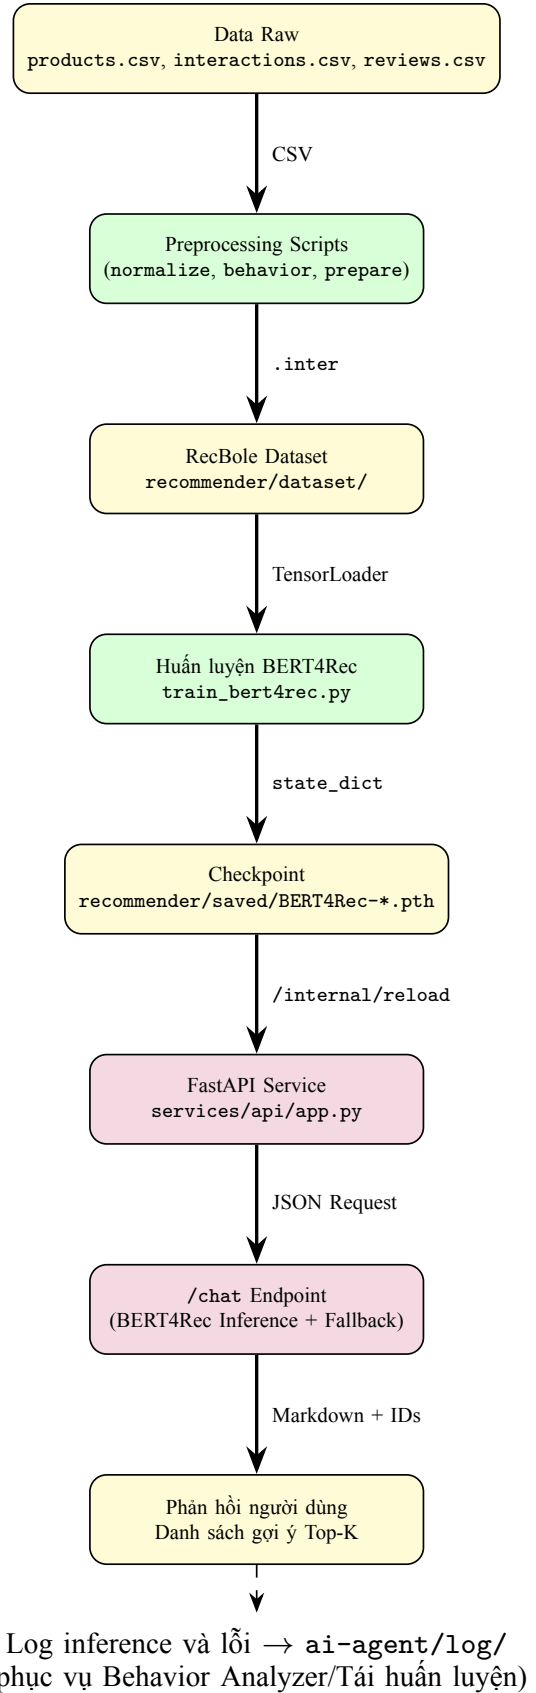 Data Raw
products.csv, interactions.csv, reviews.csv
CSV
Preprocessing Scripts
(normalize, behavior, prepare)
.inter
RecBole Dataset
recommender/dataset/
TensorLoader
Huấn luyện BERT4Rec
train_bert4rec.py
state_dict
Checkpoint
recommender/saved/BERT4Rec-*.pth
/internal/reload
FastAPI Service
services/api/app.py
JSON Request
/chat Endpoint
(BERT4Rec Inference + Fallback)
Markdown + IDs
Phản hồi người dùng
Danh sách gợi ý Top-K
Log inference và lỗi → ai-agent/log/
phục vụ Behavior Analyzer/Tái huấn luyện)